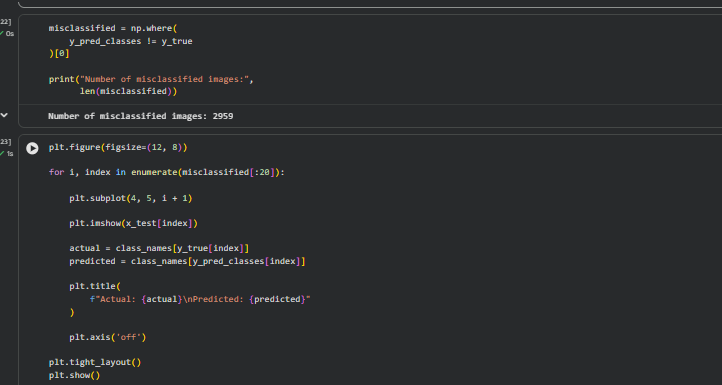 22]
0s
misclassified = np.where(
    y_pred_classes != y_true
)[0]
print("Number of misclassified images:",
      len(misclassified))
Number of misclassified images: 2959
23]
1s
plt.figure(figsize=(12, 8))
for i, index in enumerate(misclassified[:20]):
    plt.subplot(4, 5, i + 1)
    plt.imshow(x_test[index])
    actual = class_names[y_true[index]]
    predicted = class_names[y_pred_classes[index]]
    plt.title(
        f"Actual: {actual}\nPredicted: {predicted}"
    )
    plt.axis('off')
plt.tight_layout()
plt.show()